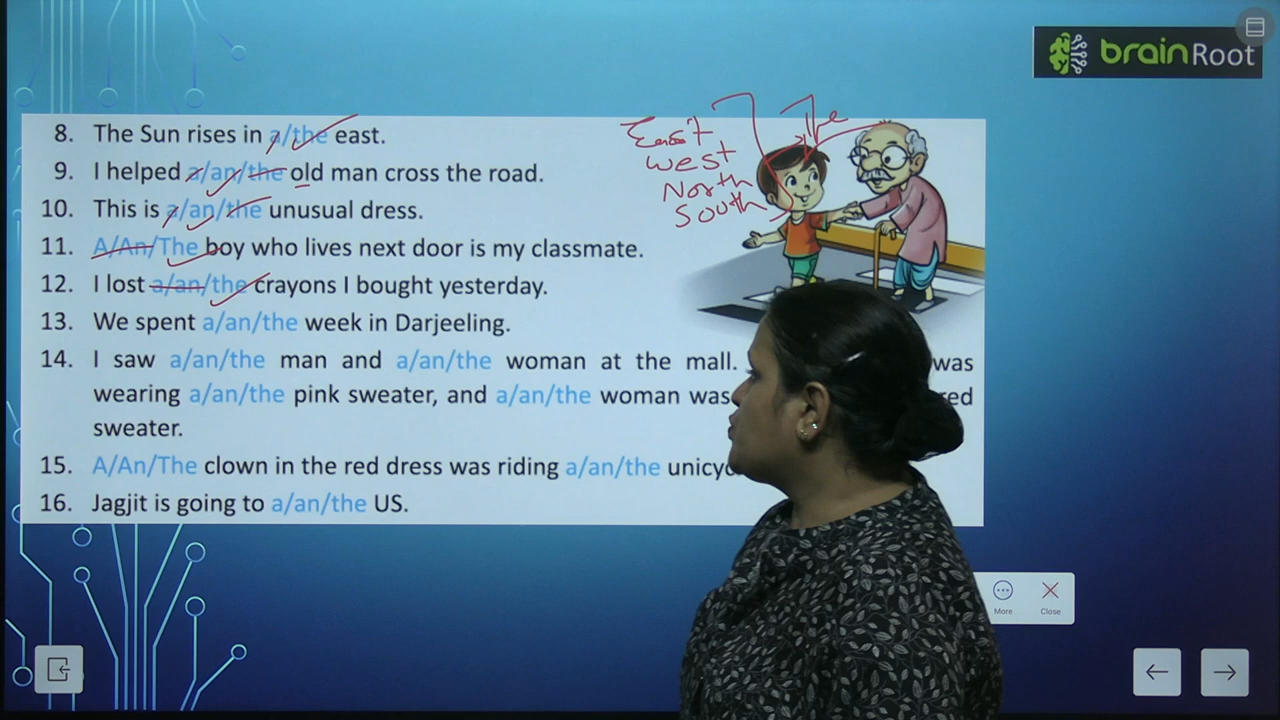 brainRoot
8. The Sun rises in a/the east.
9. I helped a/an/the old man cross the road.
10. This is a/an/the unusual dress.
11. A/An/The boy who lives next door is my classmate.
12. I lost a/an/the crayons I bought yesterday.
13. We spent a/an/the week in Darjeeling.
14. I saw a/an/the man and a/an/the woman at the mall. was
wearing a/an/the pink sweater, and a/an/the woman was red
sweater.
15. A/An/The clown in the red dress was riding a/an/the
16. Jagjit is going to a/an/the US.
The
East
West
North
South
More
Close